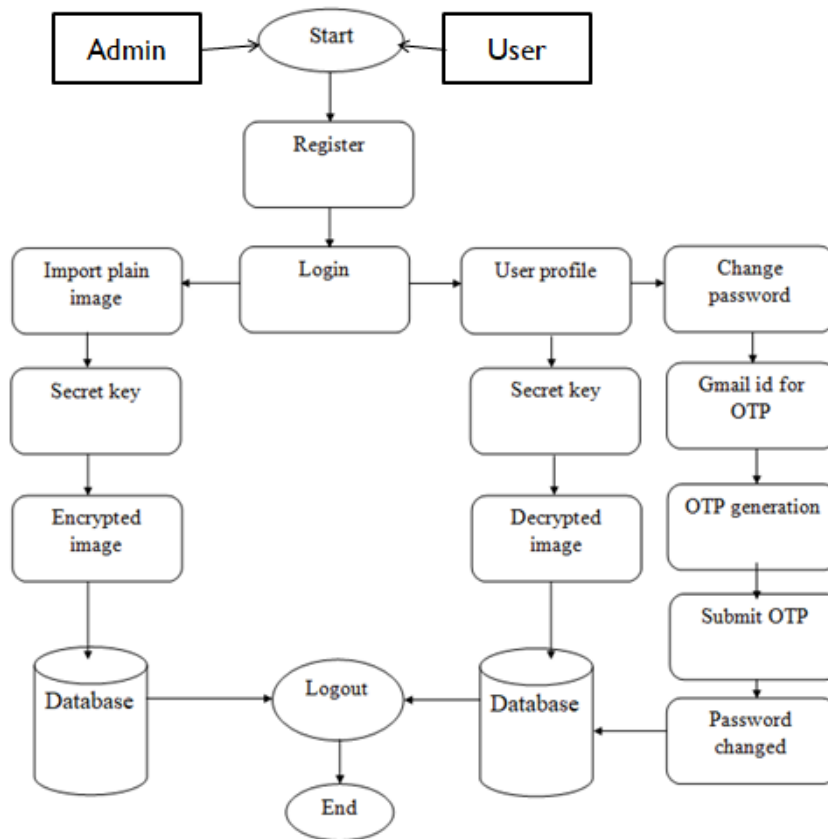 Admin
Start
User
Register
Import plain
image
Login
User profile
Change
password
Secret key
Secret key
Gmail id for
OTP
Encrypted
image
Decrypted
image
OTP generation
Submit OTP
Database
Logout
Database
Password
changed
End